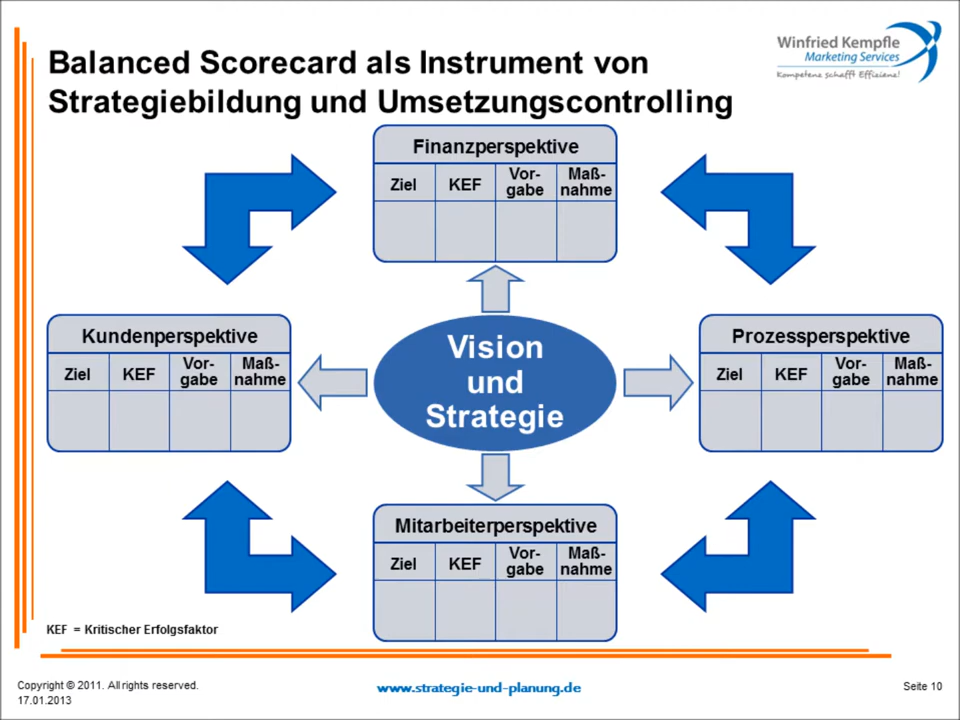 Balanced Scorecard als Instrument von
Strategiebildung und Umsetzungscontrolling
Winfried Kempfle
Marketing Services
Kompetenz schafft Effizienz!
Finanzperspektive
Ziel KEF Vor-gabe Maß-nahme
Kundenperspektive
Ziel KEF Vor-gabe Maß-nahme
Vision
und
Strategie
Prozessperspektive
Ziel KEF Vor-gabe Maß-nahme
Mitarbeiterperspektive
Ziel KEF Vor-gabe Maß-nahme
KEF = Kritischer Erfolgsfaktor
Copyright © 2011. All rights reserved.
17.01.2013
www.strategie-und-planung.de
Seite 10